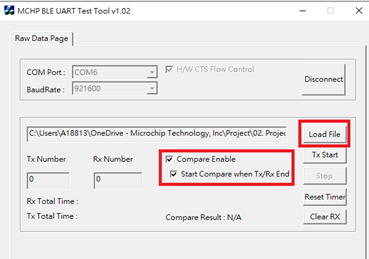 MCHP BLE UART Test Tool v1.02
Raw Data Page
COM Port : COM6
H/W CTS Flow Control
BaudRate : 921600
Disconnect
C:\Users\A18813\OneDrive - Microchip Technology, Inc\Project\02. Projec
Load File
Tx Number Rx Number
Compare Enable
Tx Start
0 0
Start Compare when Tx/Rx End
Stop
Rx Total Time :
Reset Timer
Tx Total Time :
Compare Result : N/A
Clear RX